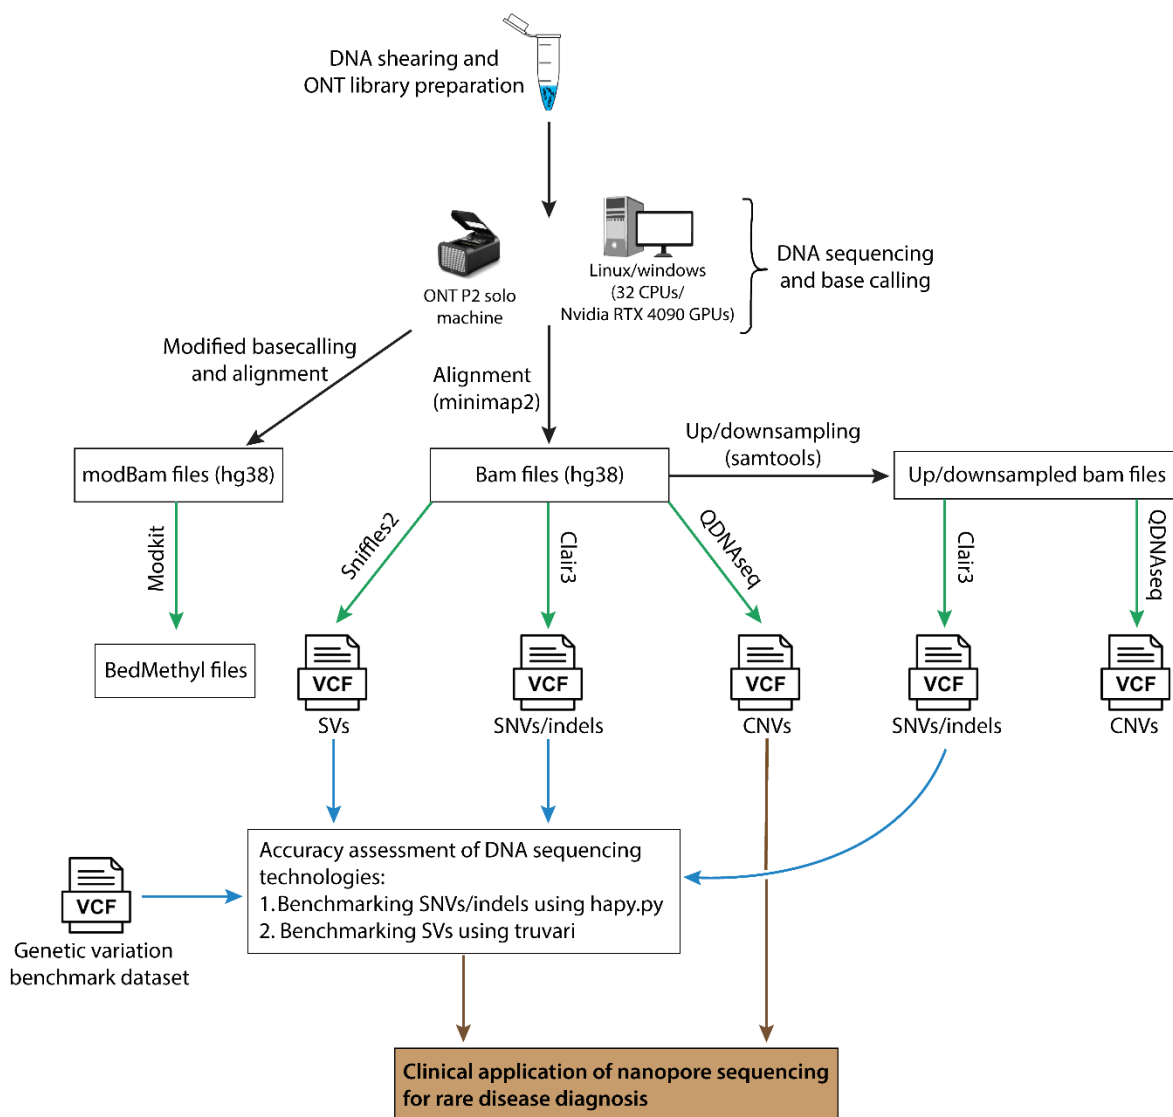 DNA shearing and
ONT library preparation
ONT P2 solo
machine
Linux/windows
(32 CPUs/
Nvidia RTX 4090 GPUs)
DNA sequencing
and base calling
Modified basecalling
and alignment
Alignment
(minimap2)
Up/downsampling
(samtools)
modBam files (hg38)
Bam files (hg38)
Up/downsampled bam files
Modkit
Sniffles2
Clair3
QDNAseq
Clair3
QDNAseq
BedMethyl files
VCF
SVs
VCF
SNVs/indels
VCF
CNVs
VCF
SNVs/indels
VCF
CNVs
VCF
Genetic variation
benchmark dataset
Accuracy assessment of DNA sequencing
technologies:
1. Benchmarking SNVs/indels using hapy.py
2. Benchmarking SVs using truvari
Clinical application of nanopore sequencing
for rare disease diagnosis